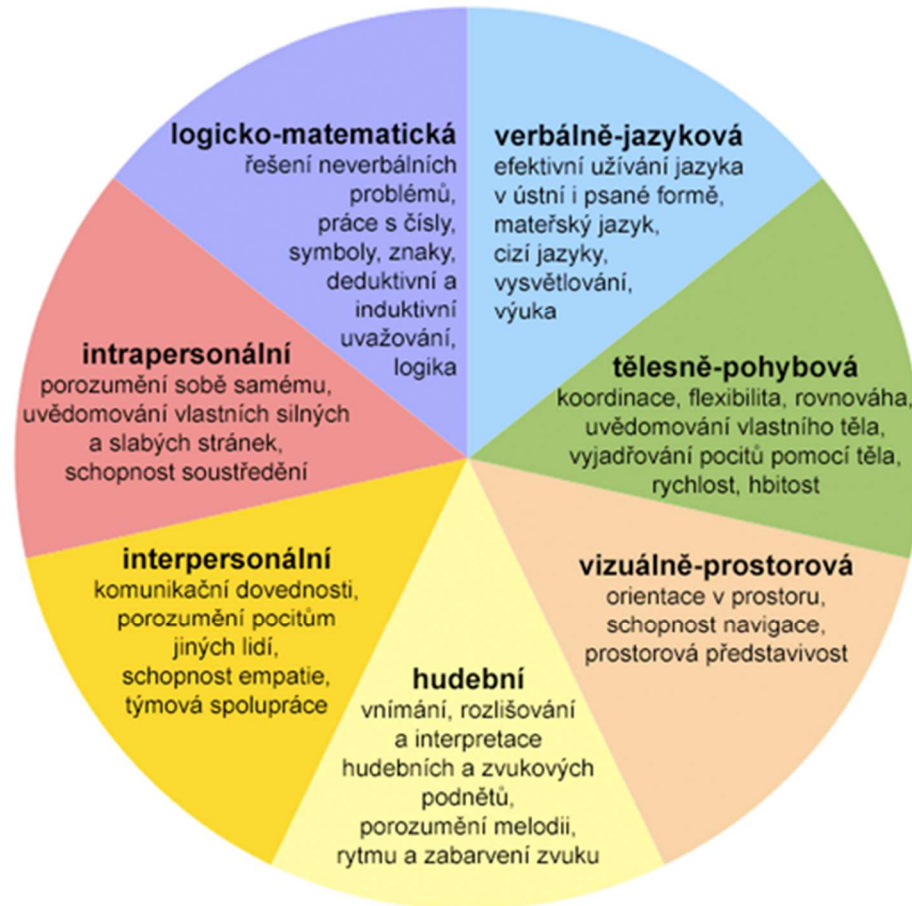 logicko-matematická
řešení neverbálních
problémů,
práce s čísly,
symboly, znaky,
deduktivní a
induktivní
uvažování,
logika
verbálně-jazyková
efektivní užívání jazyka
v ústní i psané formě,
mateřský jazyk,
cizí jazyky,
vysvětlování,
výuka
intrapersonální
porozumění sobě samému,
uvědomování vlastních silných
a slabých stránek,
schopnost soustředění
tělesně-pohybová
koordinace, flexibilita, rovnováha,
uvědomování vlastního těla,
vyjadřování pocitů pomocí těla,
rychlost, hbitost
interpersonální
komunikační dovednosti,
porozumění pocitům
jiných lidí,
schopnost empatie,
týmová spolupráce
vizuálně-prostorová
orientace v prostoru,
schopnost navigace,
prostorová představivost
hudební
vnímání, rozlišování
a interpretace
hudebních a zvukových
podnětů,
porozumění melodii,
rytmu a zabarvení zvuku